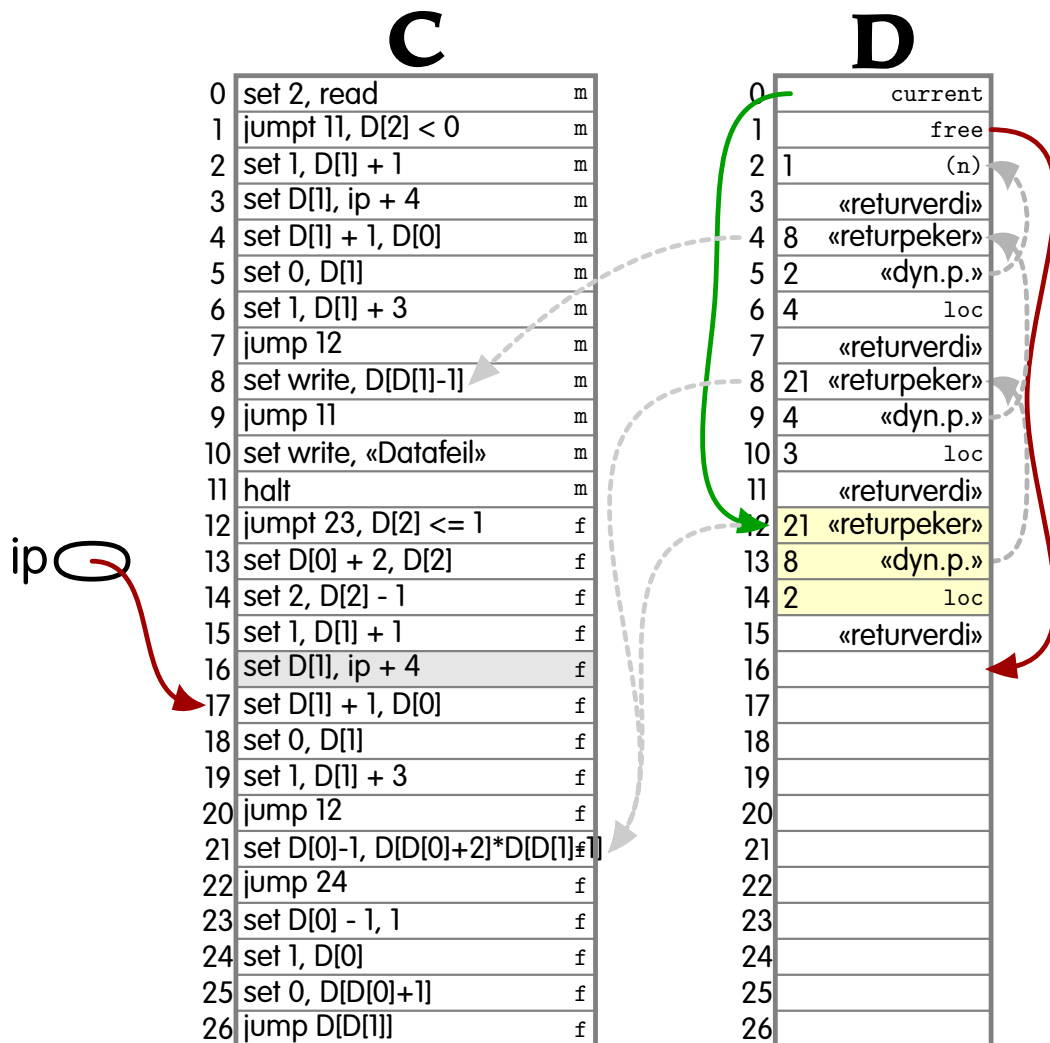 C D
0 set 2, read m 0 current
1 jumpt 11, D[2] < 0 m 1 free
2 set 1, D[1] + 1 m 2 1 (n)
3 set D[1], ip + 4 m 3 «returverdi»
4 set D[1] + 1, D[0] m 4 8 «returpeker»
5 set 0, D[1] m 5 2 «dyn.p.»
6 set 1, D[1] + 3 m 6 4 loc
7 jump 12 m 7 «returverdi»
8 set write, D[D[1]-1] m 8 21 «returpeker»
9 jump 11 m 9 4 «dyn.p.»
10 set write, «Datafeil» m 10 3 loc
11 halt m 11 «returverdi»
12 jumpt 23, D[2] <= 1 f 12 21 «returpeker»
ip 13 set D[0] + 2, D[2] f 13 8 «dyn.p.»
14 set 2, D[2] - 1 f 14 2 loc
15 set 1, D[1] + 1 f 15 «returverdi»
16 set D[1], ip + 4 f 16
17 set D[1] + 1, D[0] f 17
18 set 0, D[1] f 18
19 set 1, D[1] + 3 f 19
20 jump 12 f 20
21 set D[0]-1, D[D[0]+2]*D[D[1]-1] f 21
22 jump 24 f 22
23 set D[0] - 1, 1 f 23
24 set 1, D[0] f 24
25 set 0, D[D[0]+1] f 25
26 jump D[D[1]] f 26